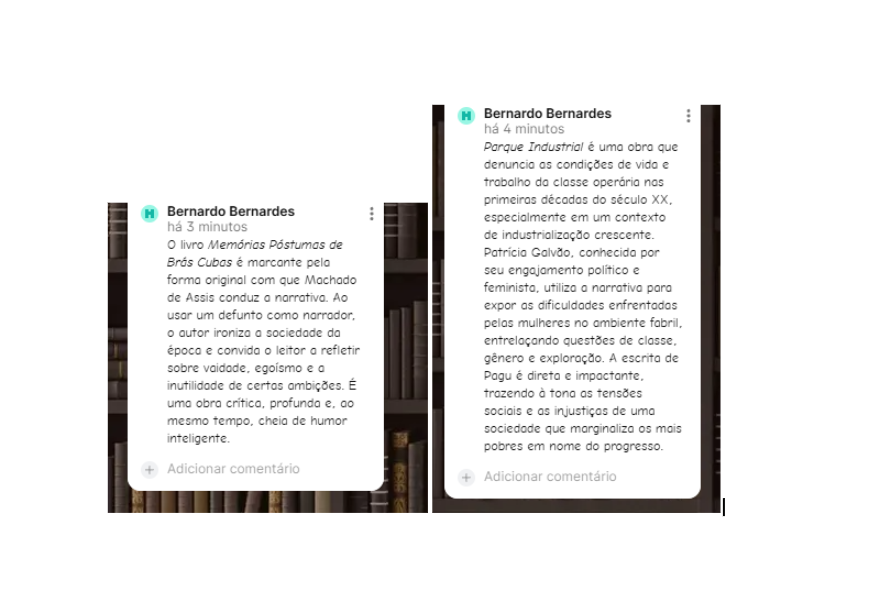 Bernardo Bernardes
há 3 minutos
O livro Memórias Póstumas de
Brás Cubas é marcante pela
forma original com que Machado
de Assis conduz a narrativa. Ao
usar um defunto como narrador,
o autor ironiza a sociedade da
época e convida o leitor a refletir
sobre vaidade, egoísmo e a
inutilidade de certas ambições. É
uma obra crítica, profunda e, ao
mesmo tempo, cheia de humor
inteligente.
Adicionar comentário
Bernardo Bernardes
há 4 minutos
Parque Industrial é uma obra que
denuncia as condições de vida e
trabalho da classe operária nas
primeiras décadas do século XX,
especialmente em um contexto
de industrialização crescente.
Patrícia Galvão, conhecida por
seu engajamento político e
feminista, utiliza a narrativa para
expor as dificuldades enfrentadas
pelas mulheres no ambiente fabril,
entrelaçando questões de classe,
gênero e exploração. A escrita de
Pagu é direta e impactante,
trazendo à tona as tensões
sociais e as injustiças de uma
sociedade que marginaliza os mais
pobres em nome do progresso.
Adicionar comentário